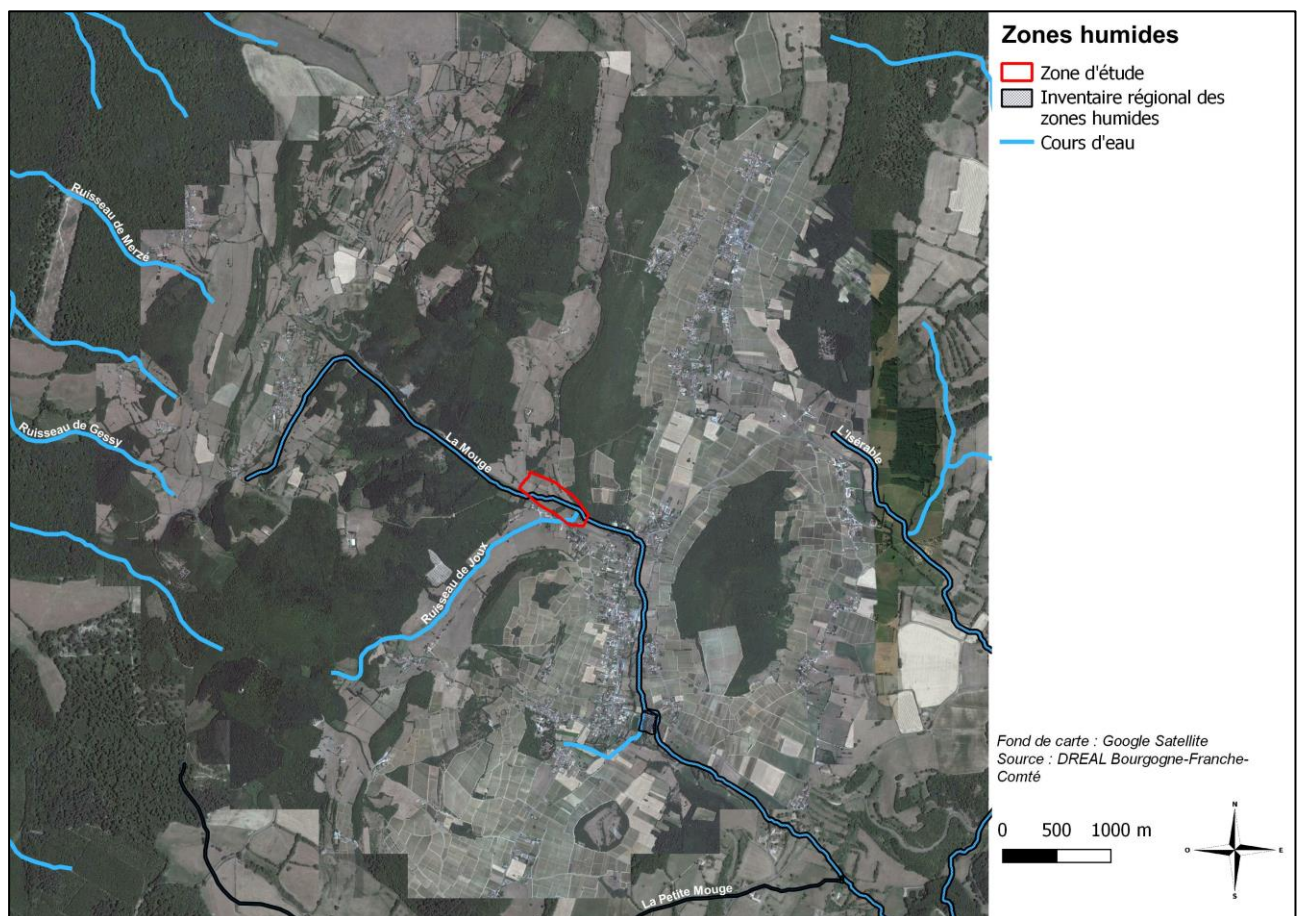 Zones humides
Zone d'étude
Inventaire régional des
zones humides
Cours d'eau
Ruisseau de Merzé
Ruisseau de Gessy
La Mouge
L'Isérable
Ruisseau de Joux
La Petite Mouge
Fond de carte : Google Satellite
Source : DREAL Bourgogne-Franche-
Comté
0 500 1000 m
N
O E
S